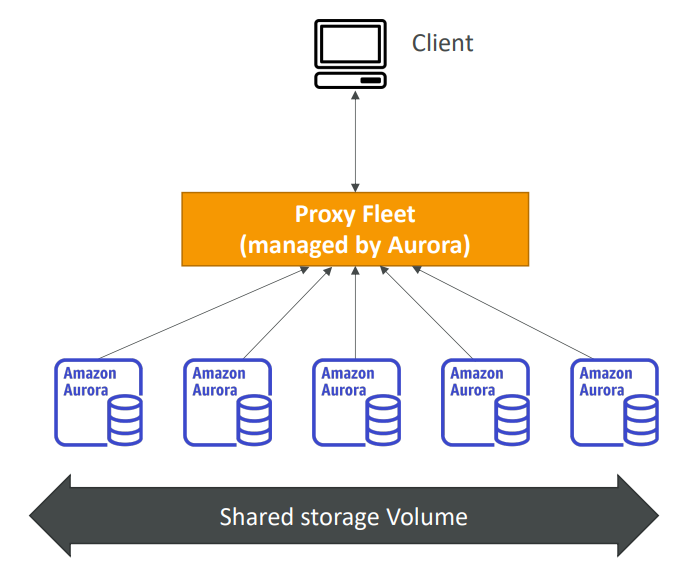 Client
Proxy Fleet
(managed by Aurora)
Amazon
Aurora
Amazon
Aurora
Amazon
Aurora
Amazon
Aurora
Amazon
Aurora
Shared storage Volume